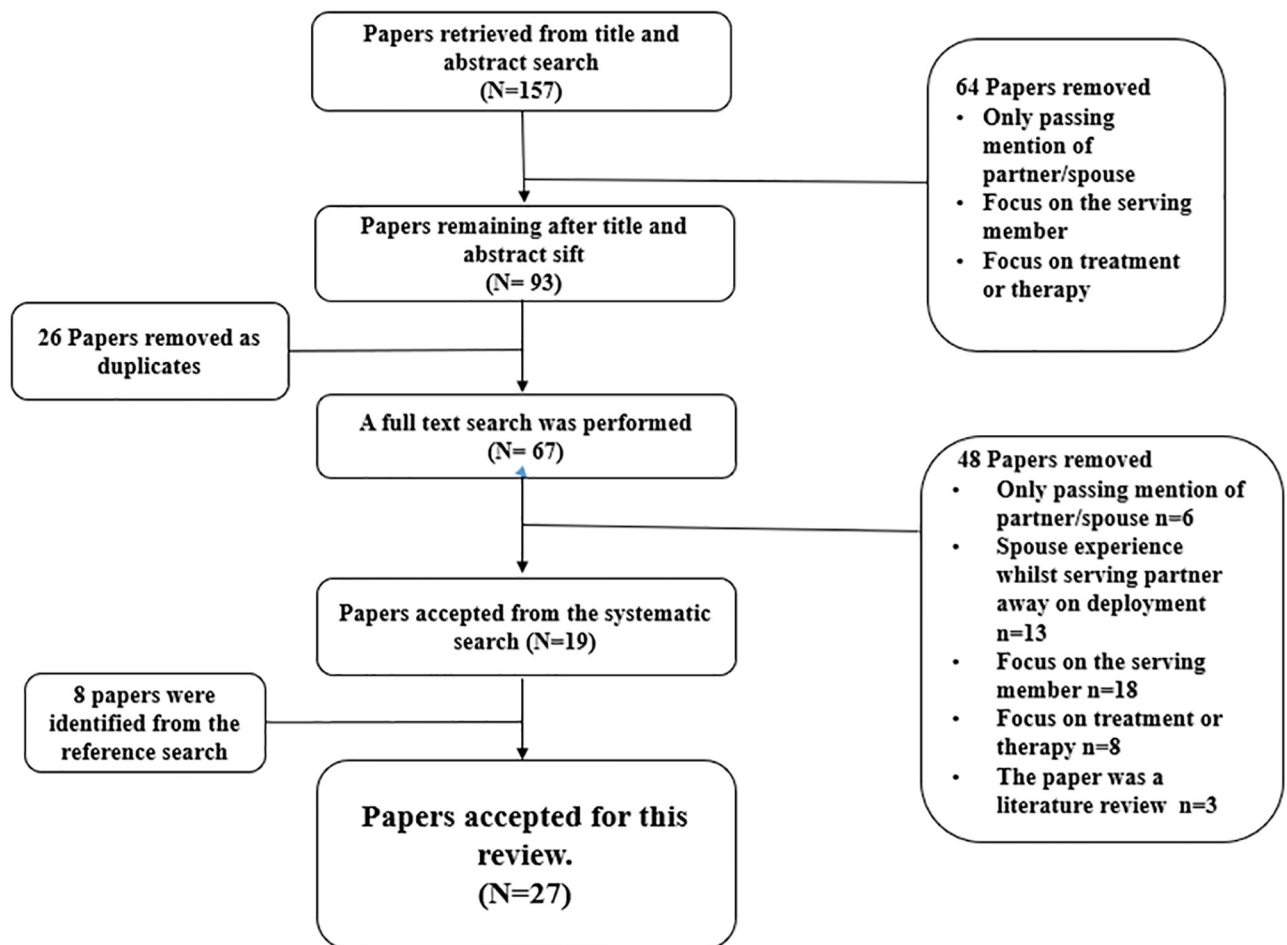 Papers retrieved from title and
abstract search
(N=157)
64 Papers removed
• Only passing
mention of
partner/spouse
• Focus on the serving
member
• Focus on treatment
or therapy
Papers remaining after title and
abstract sift
(N= 93)
26 Papers removed as
duplicates
A full text search was performed
(N= 67)
48 Papers removed
• Only passing mention of
partner/spouse n=6
• Spouse experience
whilst serving partner
away on deployment
n=13
• Focus on the serving
member n=18
• Focus on treatment or
therapy n=8
• The paper was a
literature review n=3
Papers accepted from the systematic
search (N=19)
8 papers were
identified from the
reference search
Papers accepted for this
review.
(N=27)